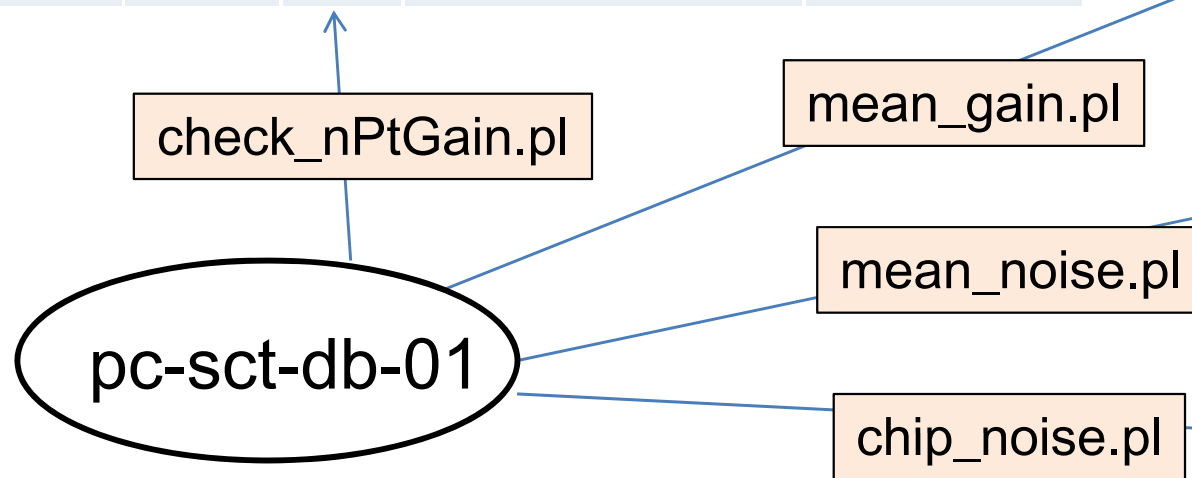 check_nPtGain.pl
mean_gain.pl
mean_noise.pl
pc-sct-db-01
chip_noise.pl